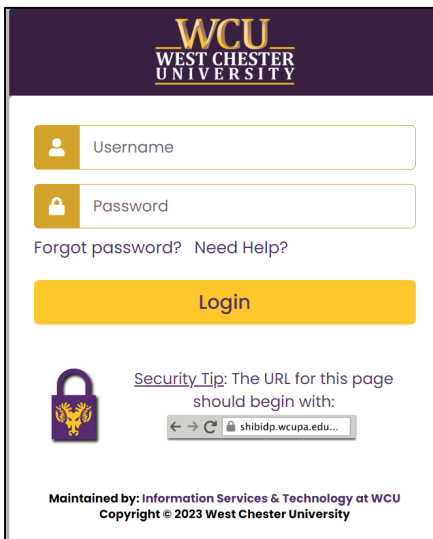 WCU
WEST CHESTER
UNIVERSITY
Username
Password
Forgot password? Need Help?
Login
Security Tip: The URL for this page
should begin with:
shibidp.wcupa.edu...
Maintained by: Information Services & Technology at WCU
Copyright © 2023 West Chester University